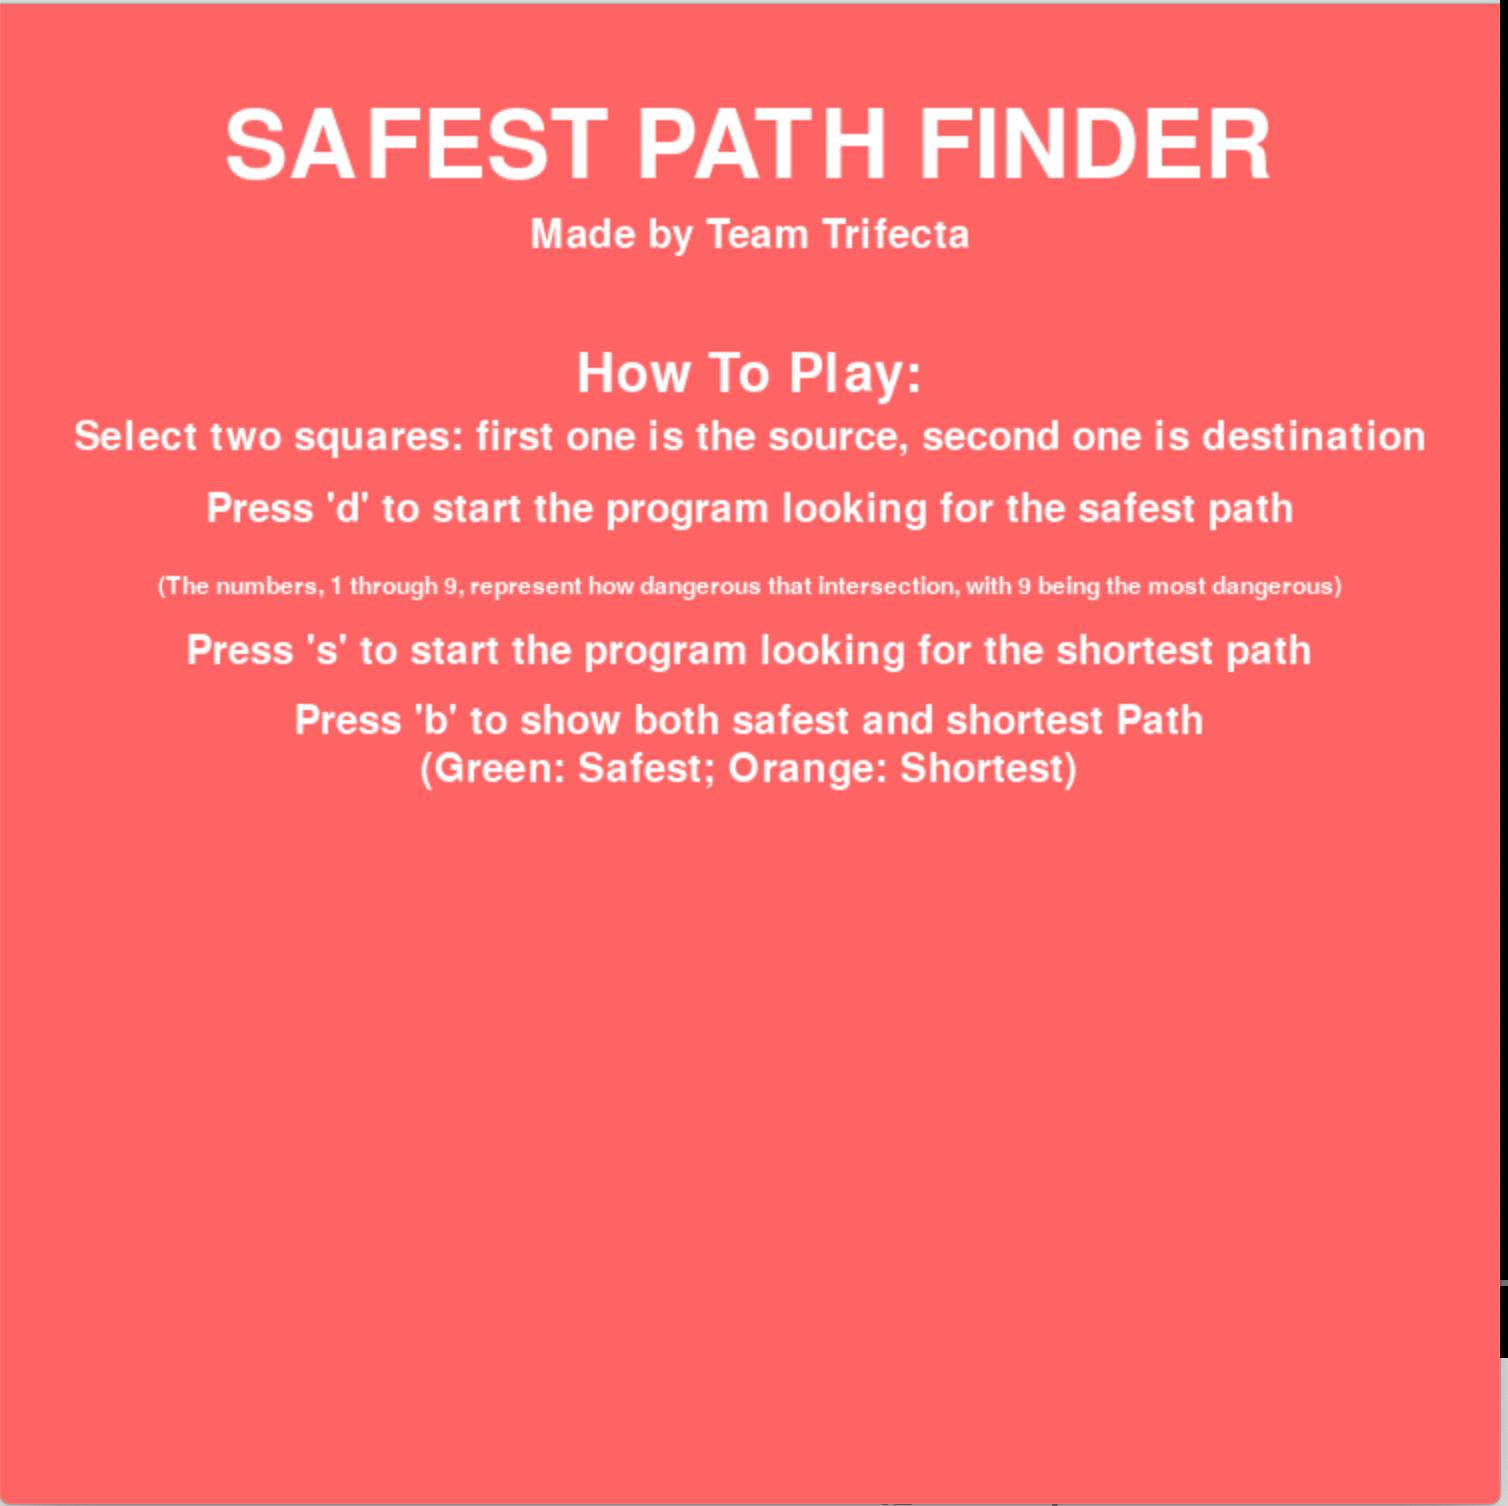 SAFEST PATH FINDER
Made by Team Trifecta
How To Play:
Select two squares: first one is the source, second one is destination
Press 'd' to start the program looking for the safest path
(The numbers, 1 through 9, represent how dangerous that intersection, with 9 being the most dangerous)
Press 's' to start the program looking for the shortest path
Press 'b' to show both safest and shortest Path
(Green: Safest; Orange: Shortest)